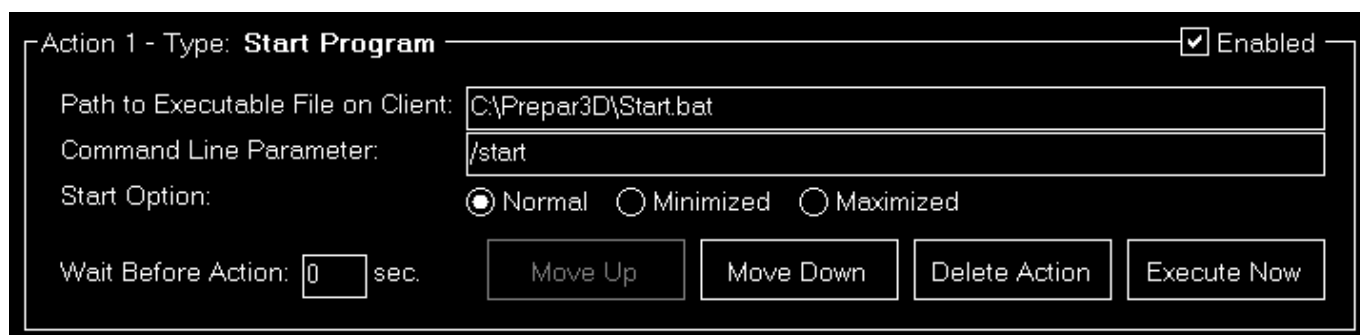 Action 1 - Type: Start Program Enabled
Path to Executable File on Client: C:\Prepar3D\Start.bat
Command Line Parameter: /start
Start Option: Normal Minimized Maximized
Wait Before Action: 0 sec. Move Up Move Down Delete Action Execute Now